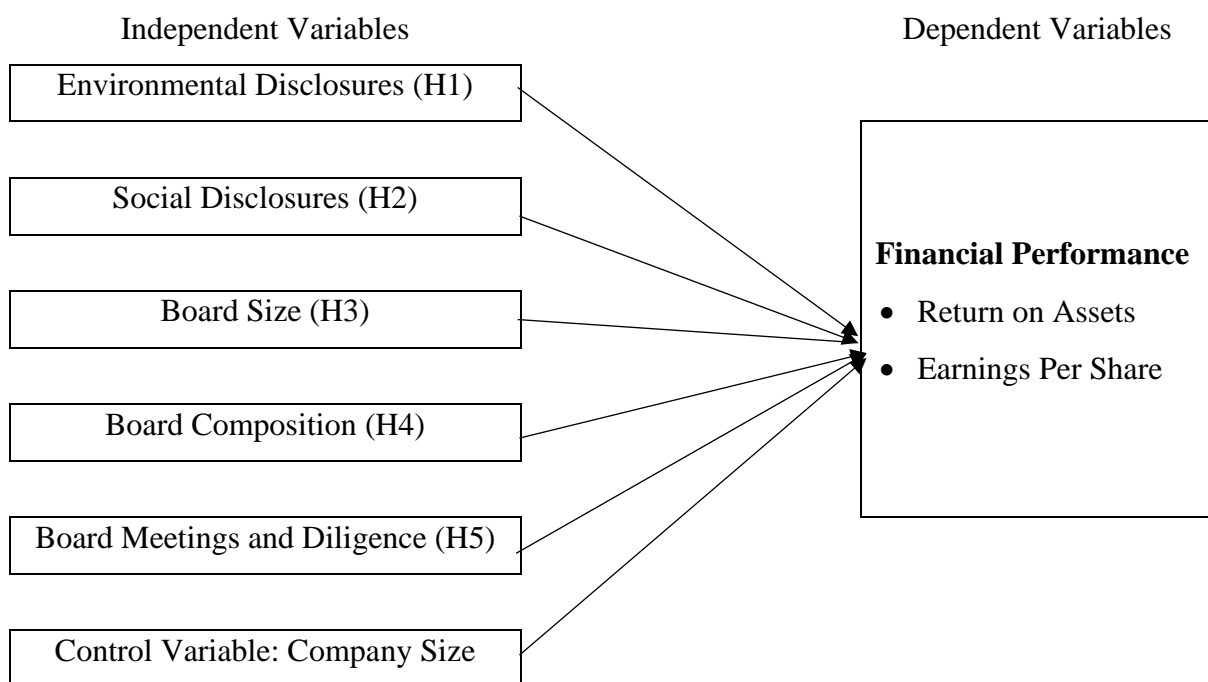 Independent Variables
Dependent Variables
Environmental Disclosures (H1)
Social Disclosures (H2)
Board Size (H3)
Board Composition (H4)
Board Meetings and Diligence (H5)
Control Variable: Company Size
Financial Performance
• Return on Assets
• Earnings Per Share